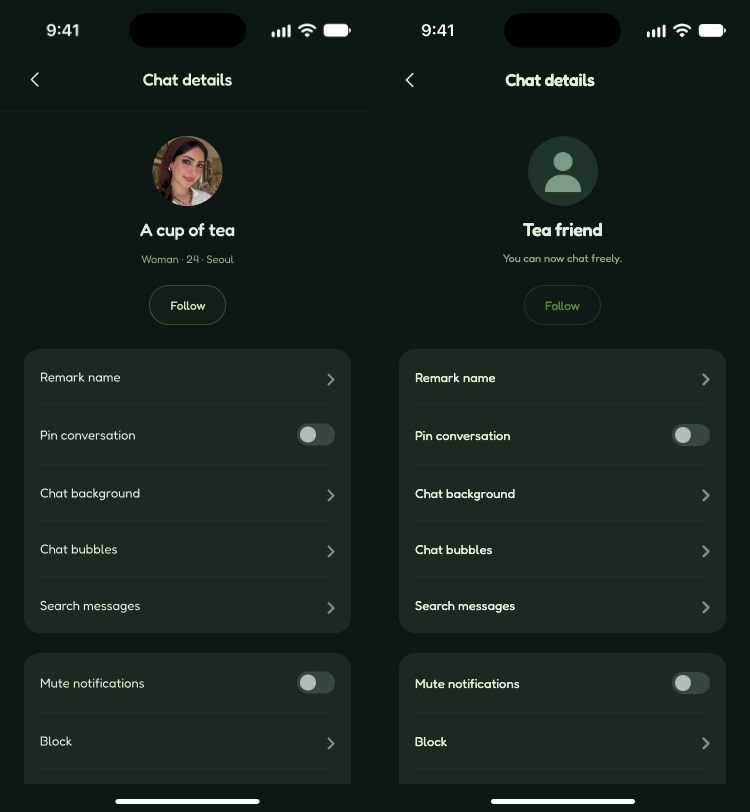 9:41
Chat details
A cup of tea
Woman · 24 · Seoul
Follow
Remark name
Pin conversation
Chat background
Chat bubbles
Search messages
Mute notifications
Block
9:41
Chat details
Tea friend
You can now chat freely.
Follow
Remark name
Pin conversation
Chat background
Chat bubbles
Search messages
Mute notifications
Block